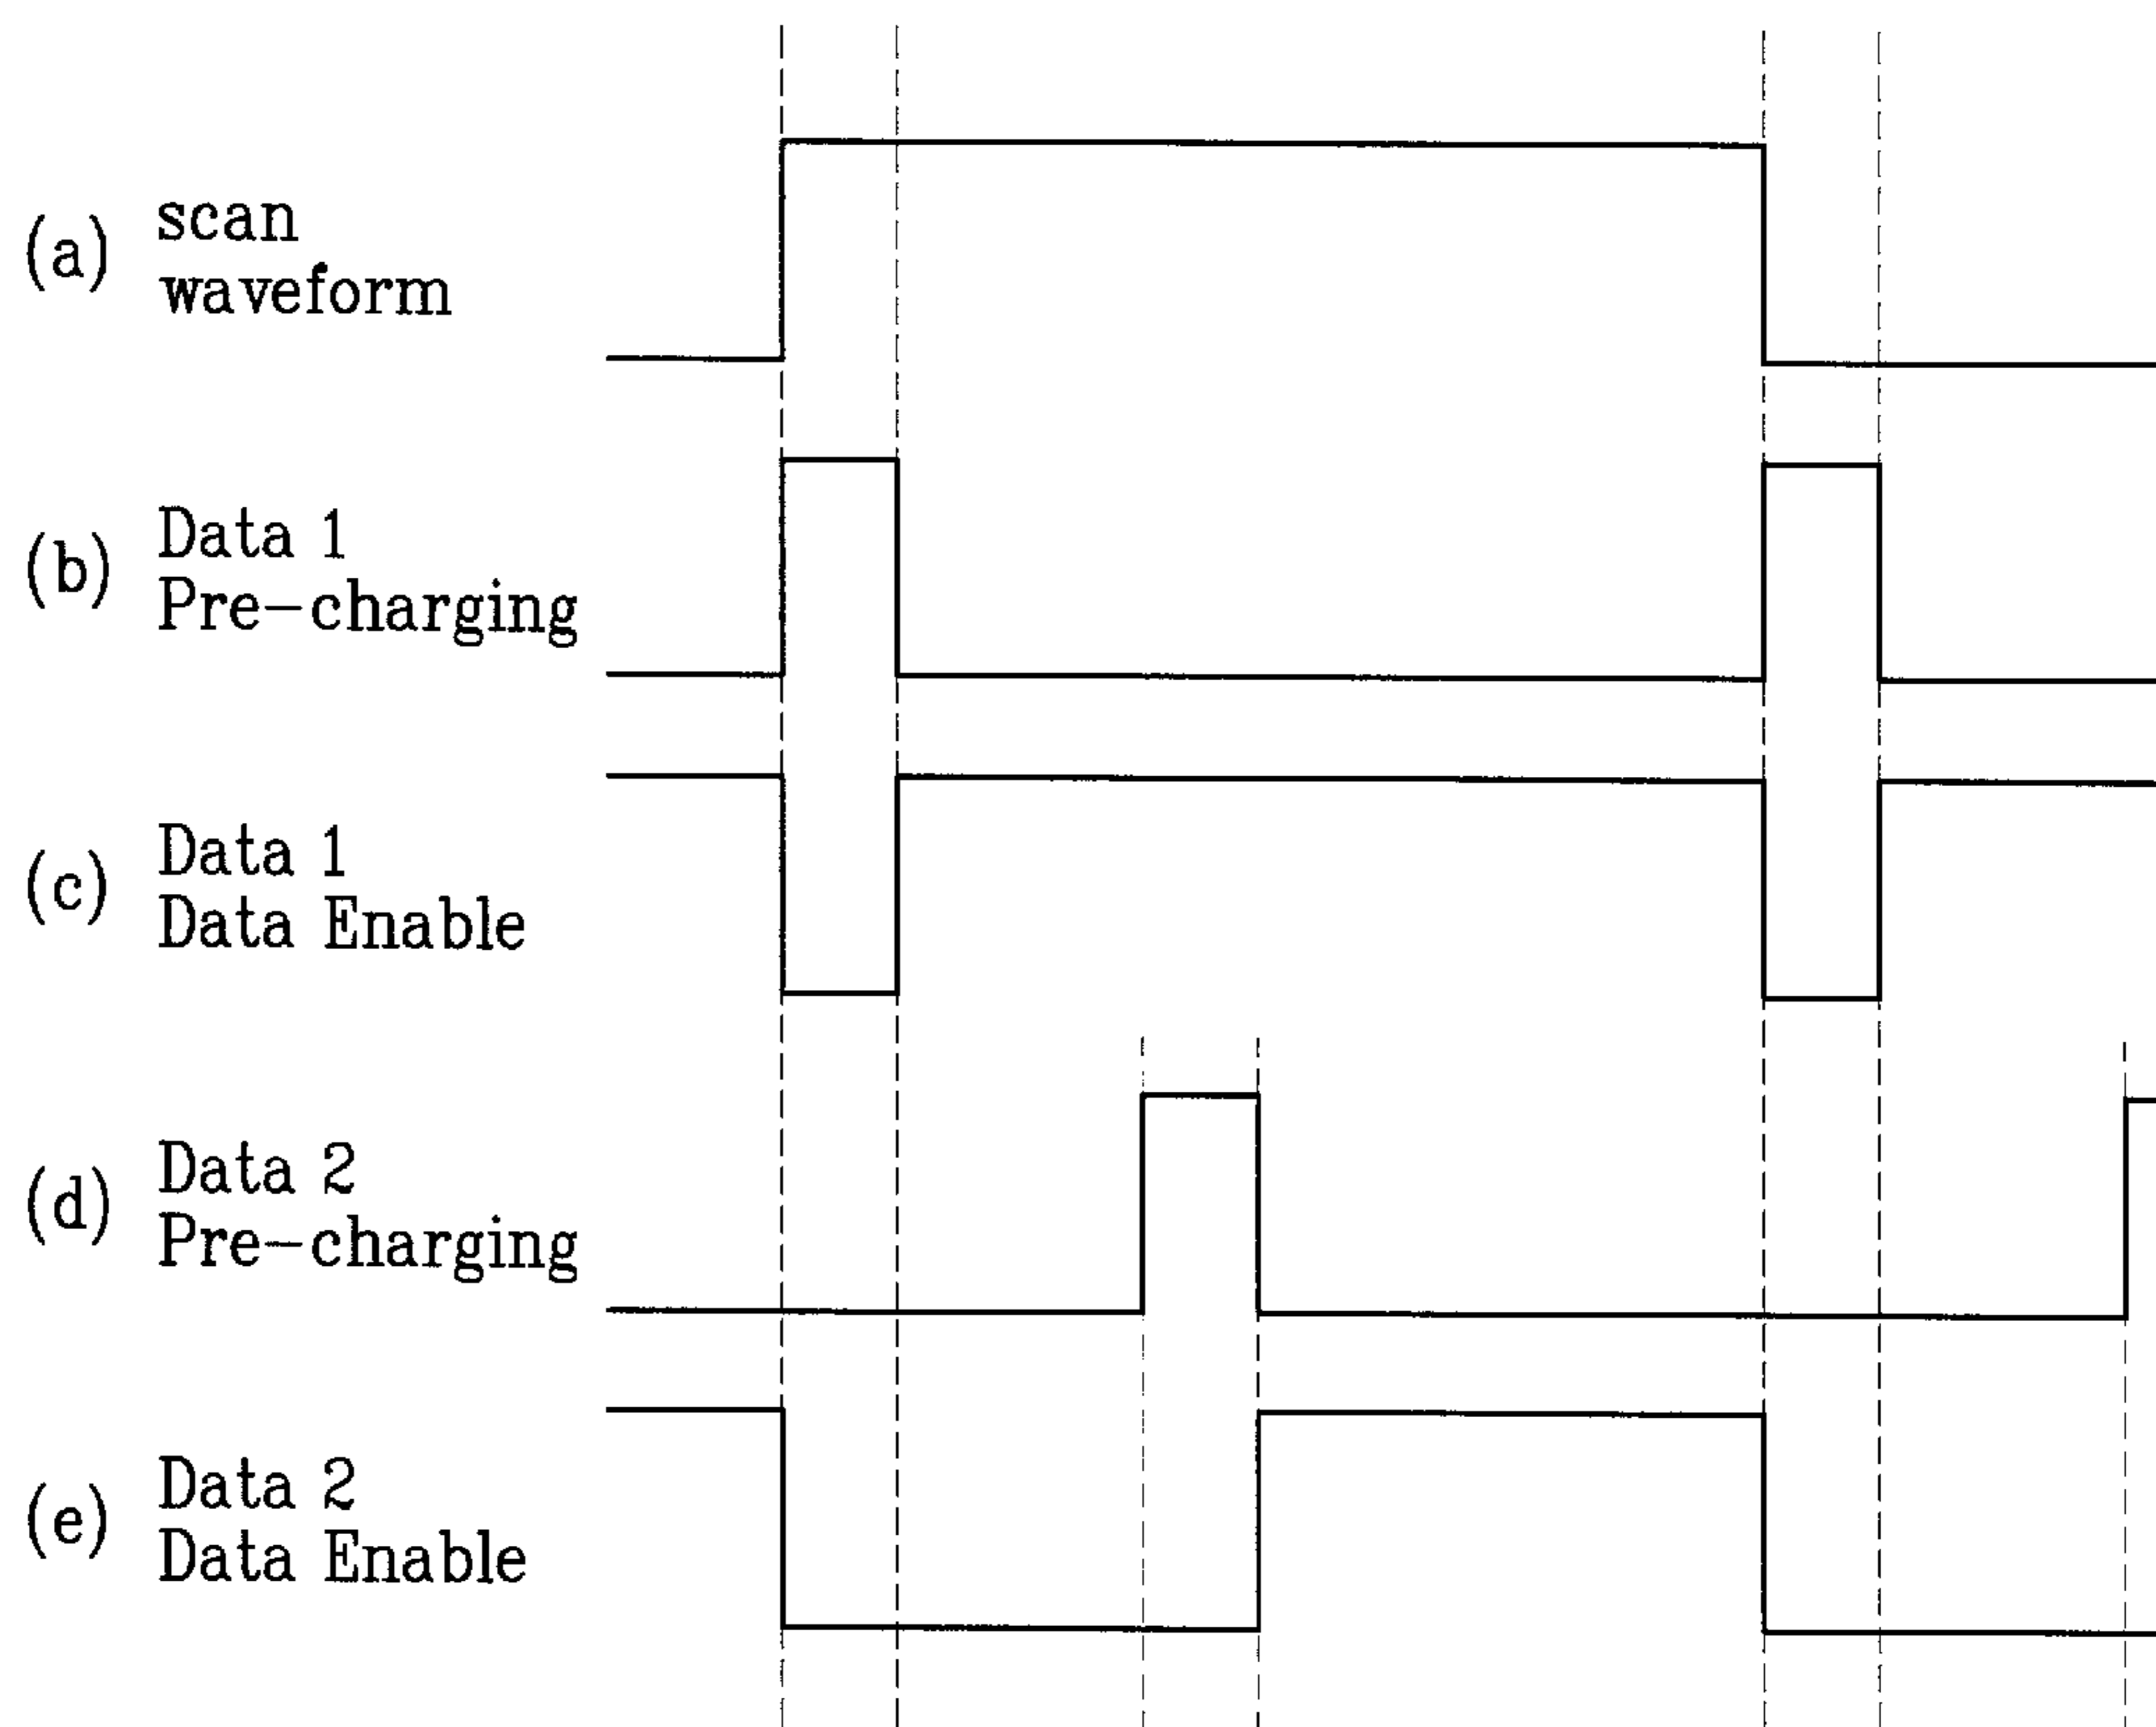 (a) scan
waveform
(b) Data 1
Pre-charging
(c) Data 1
Data Enable
(d) Data 2
Pre-charging
(e) Data 2
Data Enable